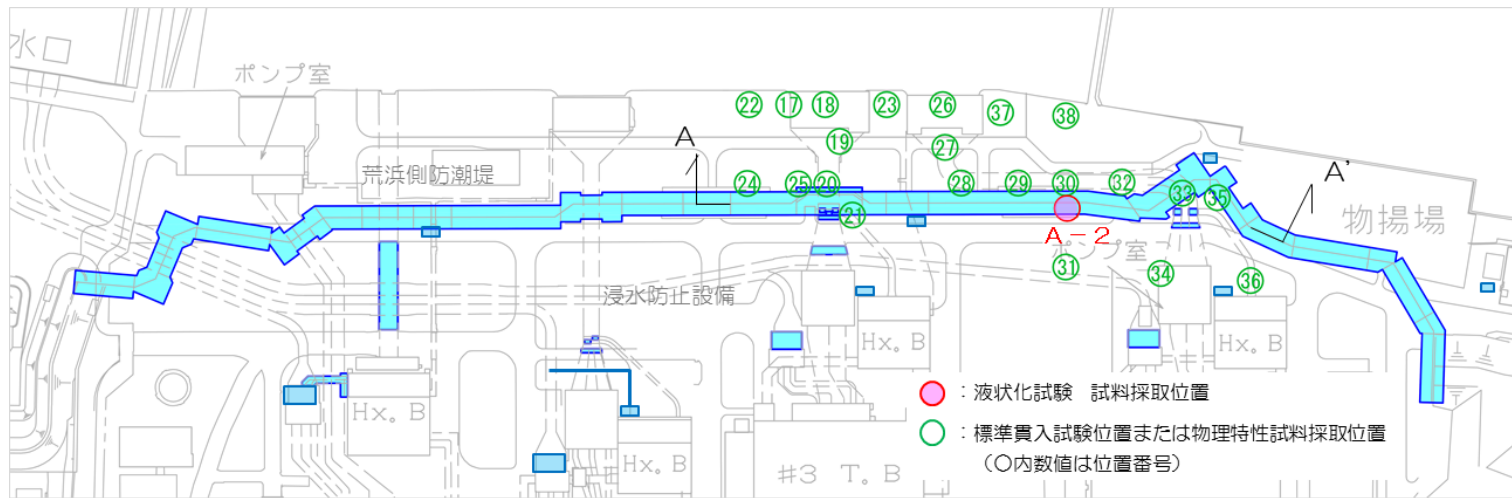 水
ポンプ室
㉒ ⑰ ⑱ ㉓ ㉖ ㊲ ㊳
⑲ ㉗
A
A'
荒浜側防潮堤
㉔ ㉕ ⑳ ㉘ ㉙ ㉚ ㉜ ㉝ ㉟
㉑
A-2
物揚場
ポンプ室
㉛ ㉞ ㊱
浸水防止設備
Hx. B
Hx. B
Hx. B
Hx. B
#3 T. B
:液状化試験 試料採取位置
:標準貫入試験位置または物理特性試料採取位置
(○内数値は位置番号)